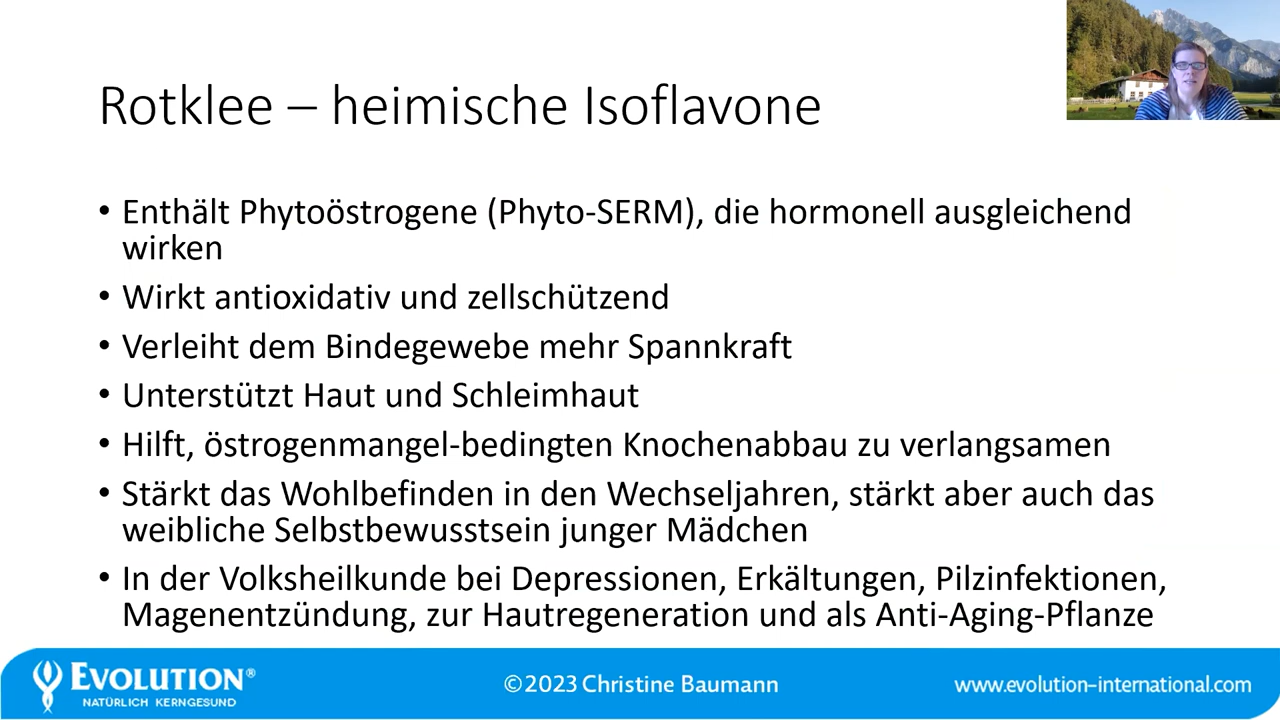 Rotklee – heimische Isoflavone
• Enthält Phytoöstrogene (Phyto-SERM), die hormonell ausgleichend
wirken
• Wirkt antioxidativ und zellschützend
• Verleiht dem Bindegewebe mehr Spannkraft
• Unterstützt Haut und Schleimhaut
• Hilft, östrogenmangel-bedingten Knochenabbau zu verlangsamen
• Stärkt das Wohlbefinden in den Wechseljahren, stärkt aber auch das
weibliche Selbstbewusstsein junger Mädchen
• In der Volksheilkunde bei Depressionen, Erkältungen, Pilzinfektionen,
Magenentzündung, zur Hautregeneration und als Anti-Aging-Pflanze
EVOLUTION®
NATÜRLICH KERNGESUND
©2023 Christine Baumann
www.evolution-international.com